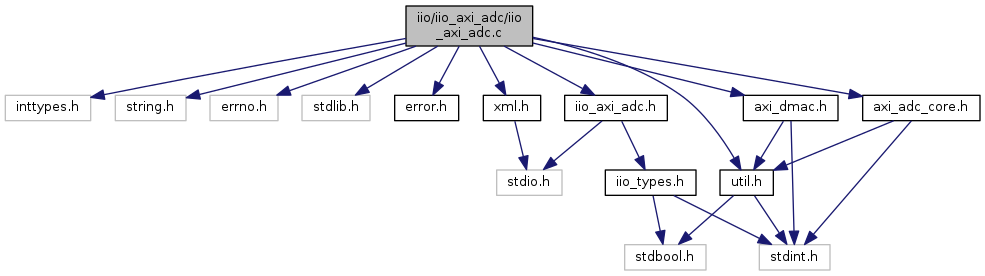 iio/iio_axi_adc/iio
_axi_adc.c
inttypes.h
string.h
errno.h
stdlib.h
error.h
xml.h
iio_axi_adc.h
axi_dmac.h
axi_adc_core.h
stdio.h
iio_types.h
util.h
stdbool.h
stdint.h